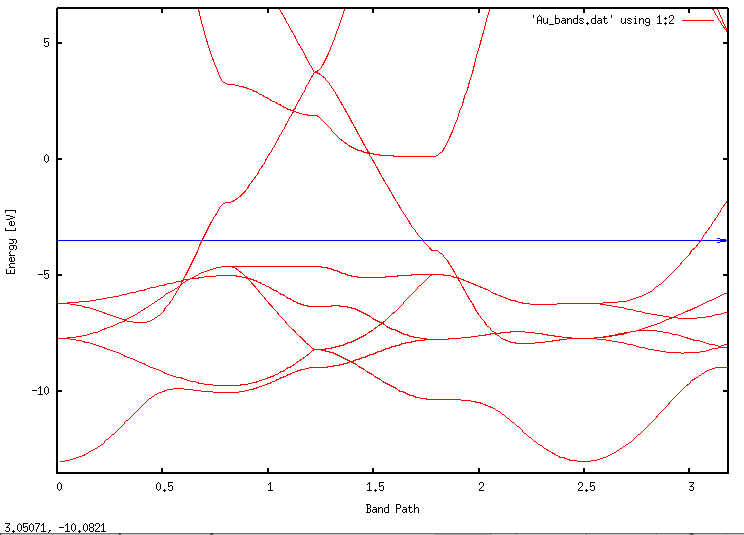 'Au_bands.dat' using 1:2
5
0
-5
-10
Energy [eV]
0 0.5 1 1.5 2 2.5 3
Band Path
3.05071, -10.0821